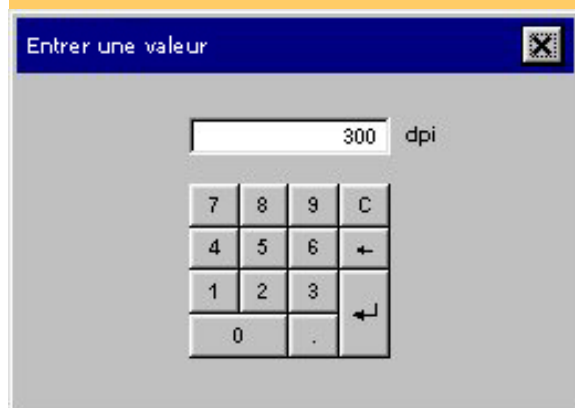 Entrer une valeur
300 dpi
7 8 9 C
4 5 6 ←
1 2 3 ↵
0 .